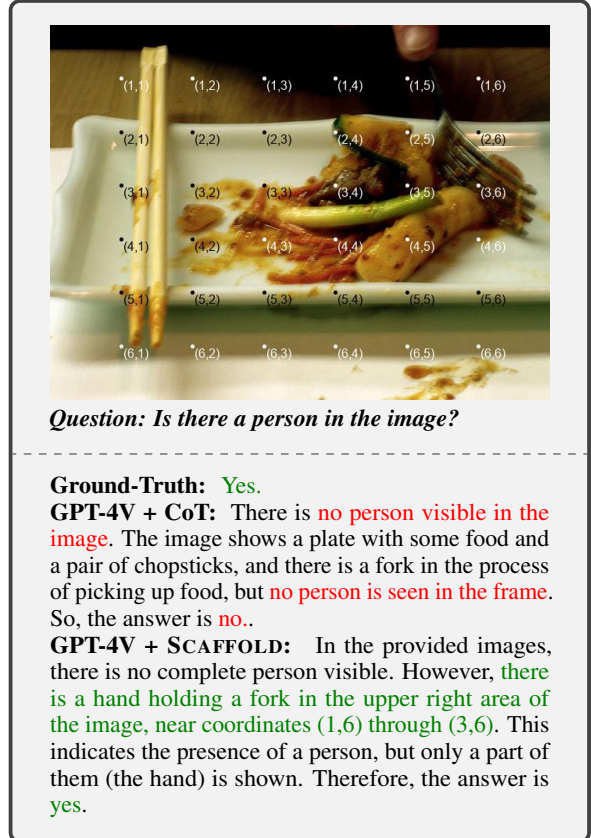 (1,1) (1,2) (1,3) (1,4) (1,5) (1,6)
(2,1) (2,2) (2,3) (2,4) (2,5) (2,6)
(3,1) (3,2) (3,3) (3,4) (3,5) (3,6)
(4,1) (4,2) (4,3) (4,4) (4,5) (4,6)
(5,1) (5,2) (5,3) (5,4) (5,5) (5,6)
(6,1) (6,2) (6,3) (6,4) (6,5) (6,6)
Question: Is there a person in the image?
Ground-Truth: Yes.
GPT-4V + CoT: There is no person visible in the
image. The image shows a plate with some food and
a pair of chopsticks, and there is a fork in the process
of picking up food, but no person is seen in the frame.
So, the answer is no..
GPT-4V + SCAFFOLD: In the provided images,
there is no complete person visible. However, there
is a hand holding a fork in the upper right area of
the image, near coordinates (1,6) through (3,6). This
indicates the presence of a person, but only a part of
them (the hand) is shown. Therefore, the answer is
yes.